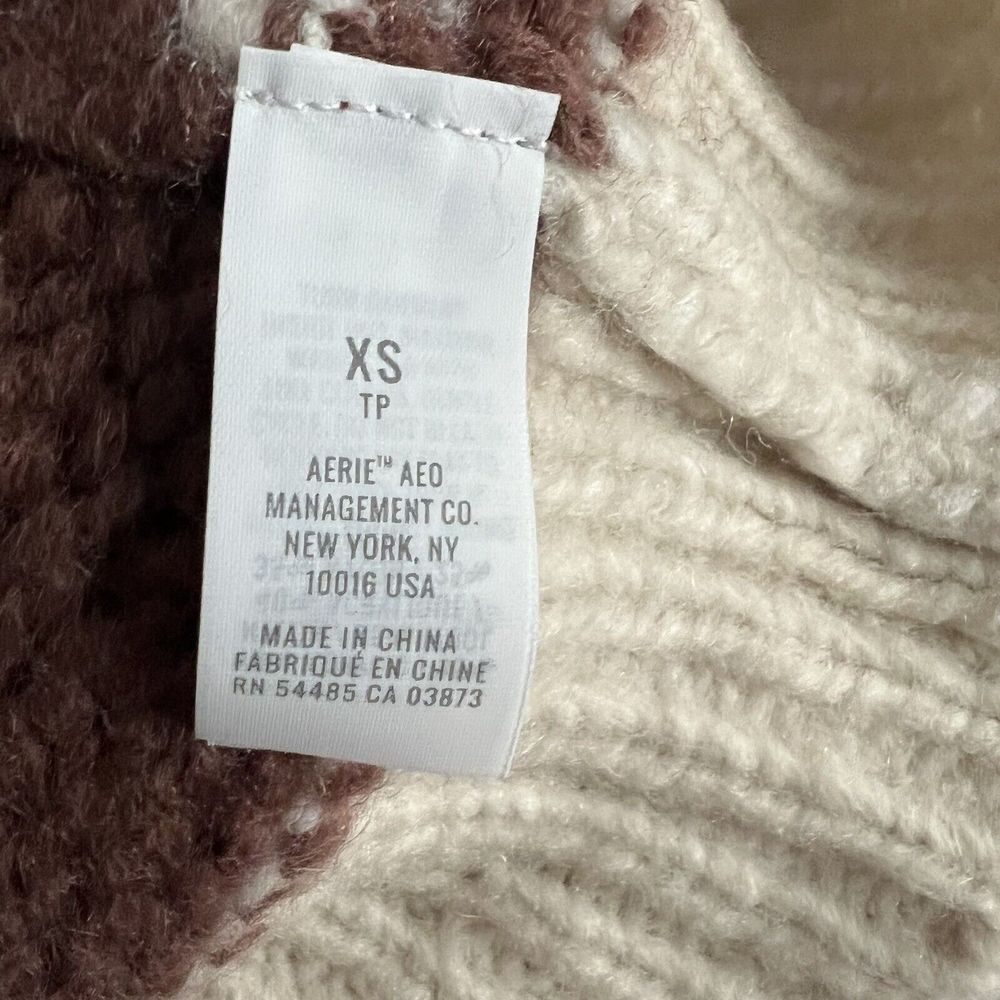 XS
TP
AERIE™ AEO
MANAGEMENT CO.
NEW YORK, NY
10016 USA
MADE IN CHINA
FABRIQUÉ EN CHINE
RN 54485 CA 03873